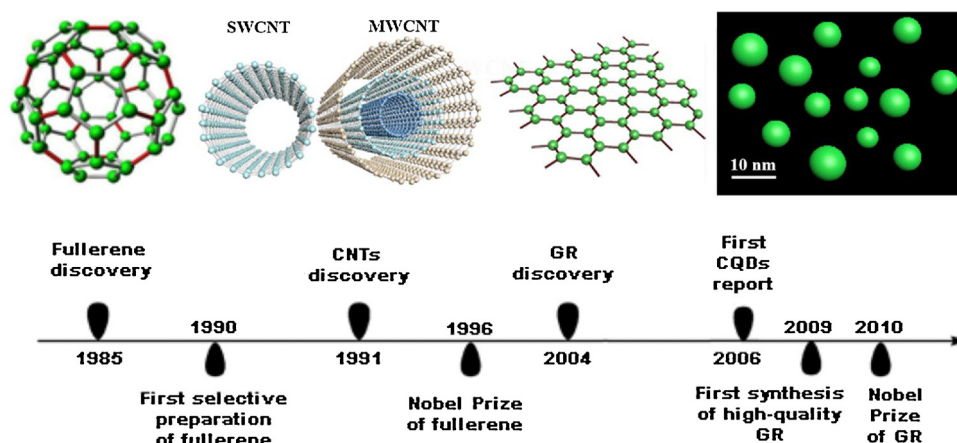 SWCNT
MWCNT
10 nm
Fullerene
discovery
CNTs
discovery
GR
discovery
First
CQDs
report
1990
1996
2009
2010
1985
1991
2004
2006
First selective
preparation
of fullerene
Nobel Prize
of fullerene
First synthesis
of high-quality
GR
Nobel
Prize
of GR